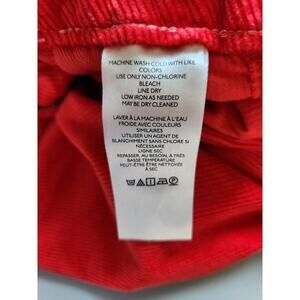 MACHINE WASH COLD WITH LIKE
COLORS
USE ONLY NON-CHLORINE
BLEACH
LINE DRY
LOW IRON AS NEEDED
MAY BE DRY CLEANED
LAVER À LA MACHINE À L'EAU
FROIDE AVEC COULEURS
SIMILAIRES
UTILISER UN AGENT DE
BLANCHIMENT SANS CHLORE SI
NÉCESSAIRE
LIGNE SEC
REPASSER, AU BESOIN, À TRÈS
BASSE TEMPÉRATURE
PEUT-ÊTRE ÊTRE NETTOYÉE
À SEC